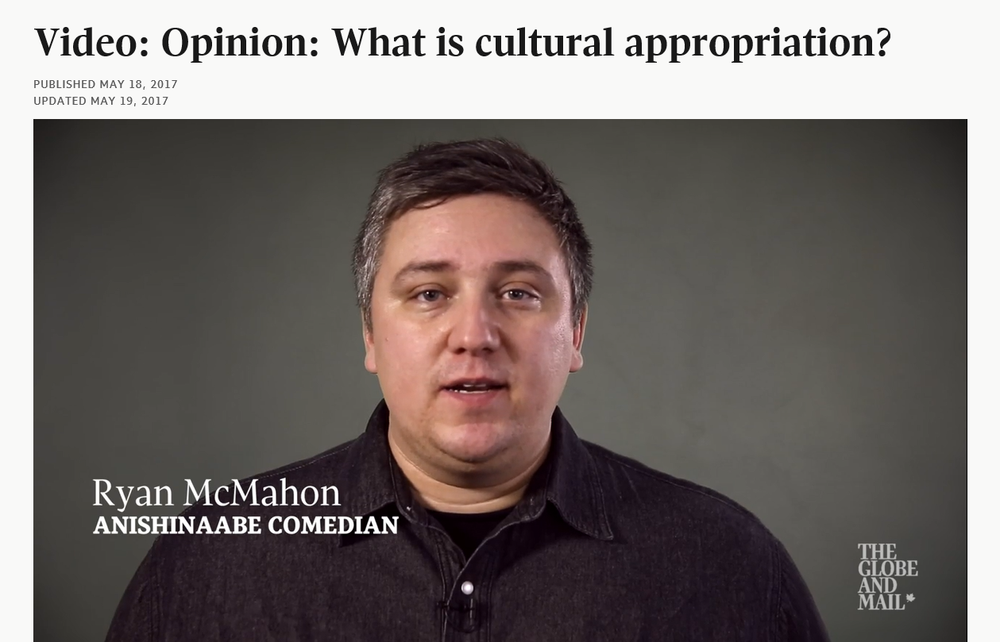 Video: Opinion: What is cultural appropriation?
PUBLISHED MAY 18, 2017
UPDATED MAY 19, 2017
Ryan McMahon
ANISHINAABE COMEDIAN
THE
GLOBE
AND
MAIL